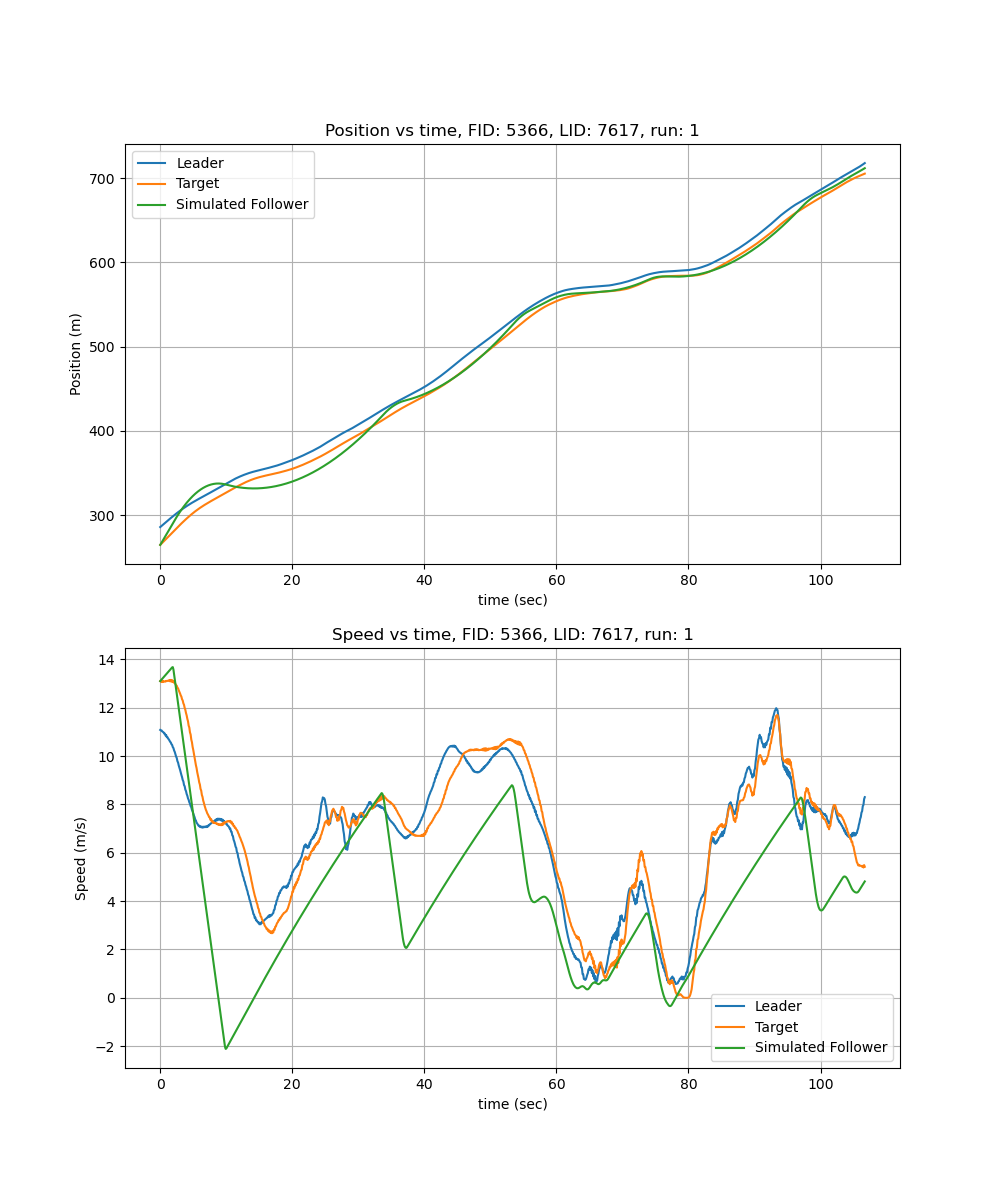 Position vs time, FID: 5366, LID: 7617, run: 1
Leader
Target
Simulated Follower
700
600
500
400
300
Position (m)
0 20 40 60 80 100
time (sec)
Speed vs time, FID: 5366, LID: 7617, run: 1
14
12
10
8
6
4
2
0
−2
Speed (m/s)
Leader
Target
Simulated Follower
0 20 40 60 80 100
time (sec)